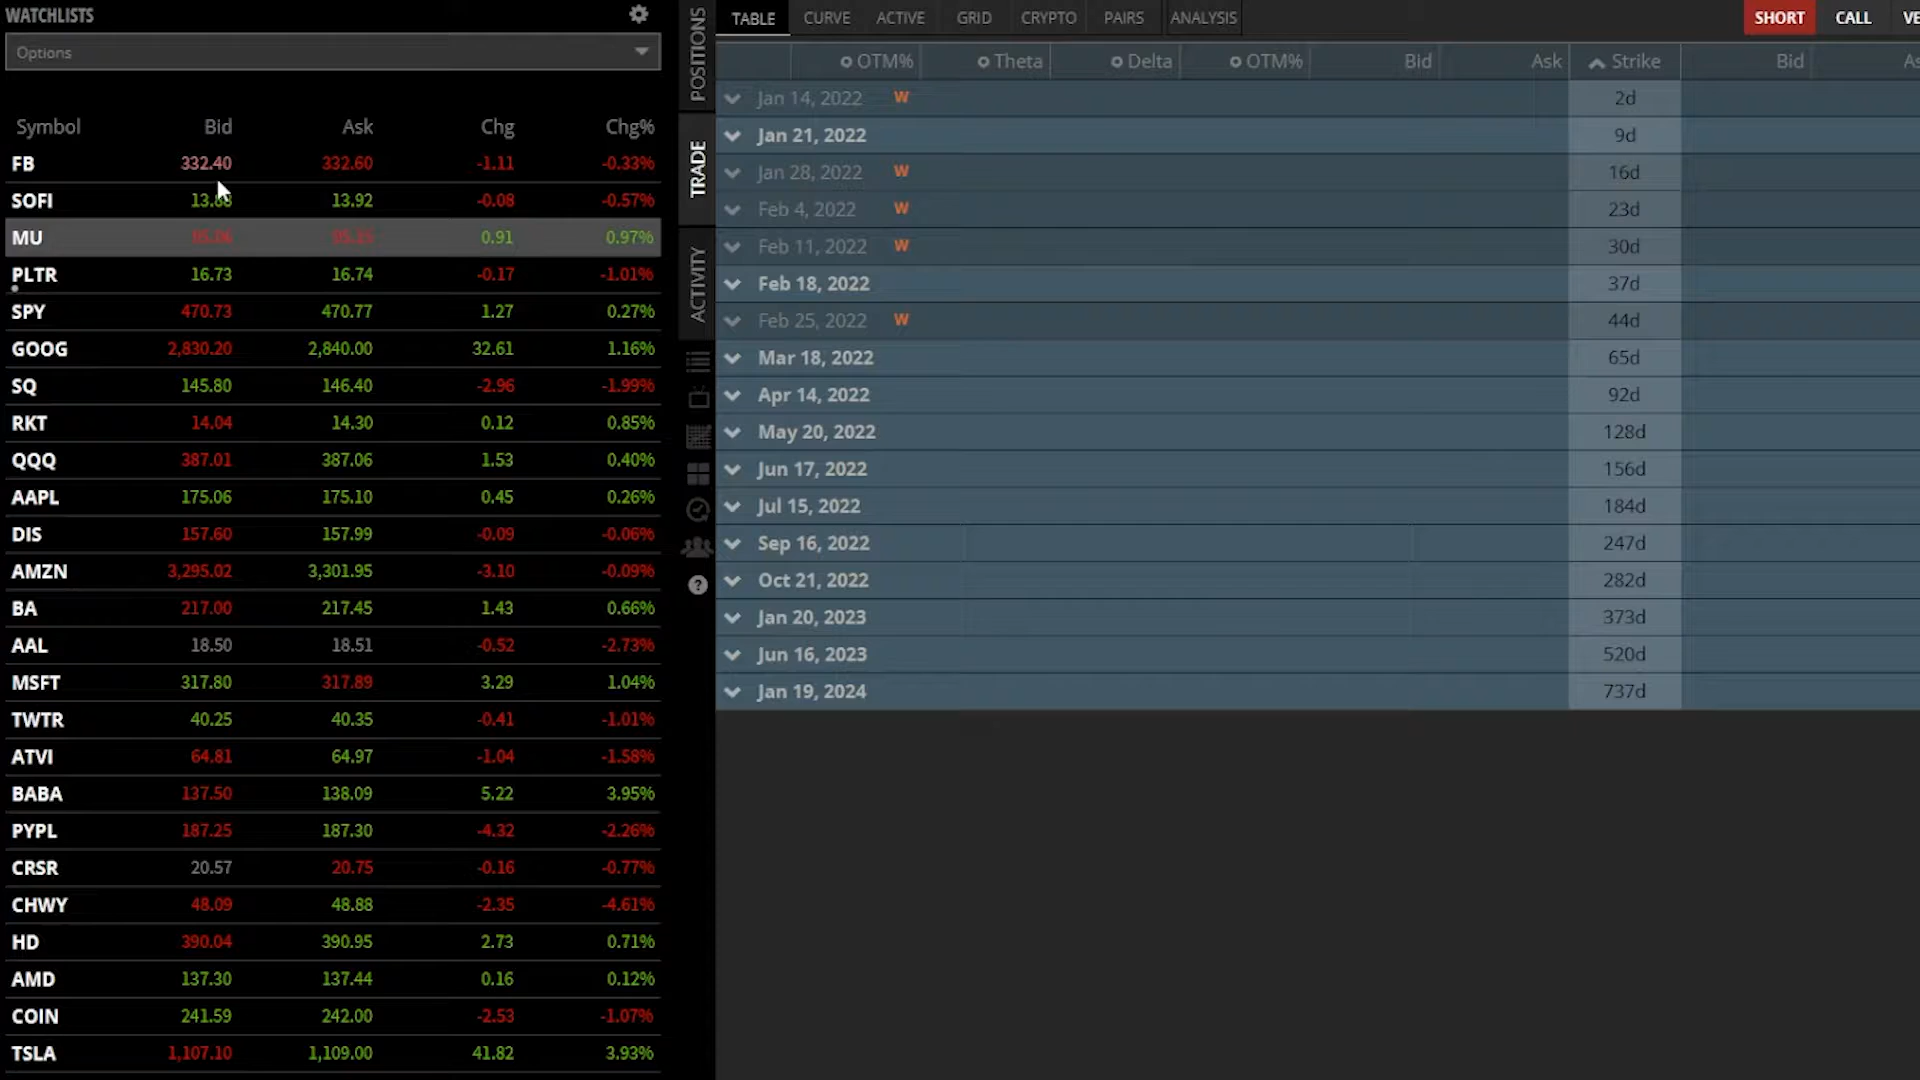 WATCHLISTS
Options
Symbol Bid Ask Chg Chg%
FB 332.40 332.60 -1.11 -0.33%
SOFI 13.92 -0.08 -0.57%
MU 0.91 0.97%
PLTR 16.73 16.74 -0.17 -1.01%
SPY 470.73 470.77 1.27 0.27%
GOOG 2,830.20 2,840.00 32.61 1.16%
SQ 145.80 146.40 -2.96 -1.99%
RKT 14.04 14.30 0.12 0.85%
QQQ 387.01 387.06 1.53 0.40%
AAPL 175.06 175.10 0.45 0.26%
DIS 157.60 157.99 -0.09 -0.06%
AMZN 3,295.02 3,301.95 -3.10 -0.09%
BA 217.00 217.45 1.43 0.66%
AAL 18.50 18.51 -0.52 -2.73%
MSFT 317.80 317.89 3.29 1.04%
TWTR 40.25 40.35 -0.41 -1.01%
ATVI 64.81 64.97 -1.04 -1.58%
BABA 137.50 138.09 5.22 3.95%
PYPL 187.25 187.30 -4.32 -2.26%
CRSR 20.57 20.75 -0.16 -0.77%
CHWY 48.09 48.88 -2.35 -4.61%
HD 390.04 390.95 2.73 0.71%
AMD 137.30 137.44 0.16 0.12%
COIN 241.59 242.00 -2.53 -1.07%
TSLA 1,107.10 1,109.00 41.82 3.93%
POSITIONS
TRADE
ACTIVITY
?
TABLE CURVE ACTIVE GRID CRYPTO PAIRS ANALYSIS SHORT CALL VE
OTM% Theta Delta OTM% Bid Ask Strike Bid As
Jan 14, 2022 W 2d
Jan 21, 2022 9d
Jan 28, 2022 W 16d
Feb 4, 2022 W 23d
Feb 11, 2022 W 30d
Feb 18, 2022 37d
Feb 25, 2022 W 44d
Mar 18, 2022 65d
Apr 14, 2022 92d
May 20, 2022 128d
Jun 17, 2022 156d
Jul 15, 2022 184d
Sep 16, 2022 247d
Oct 21, 2022 282d
Jan 20, 2023 373d
Jun 16, 2023 520d
Jan 19, 2024 737d